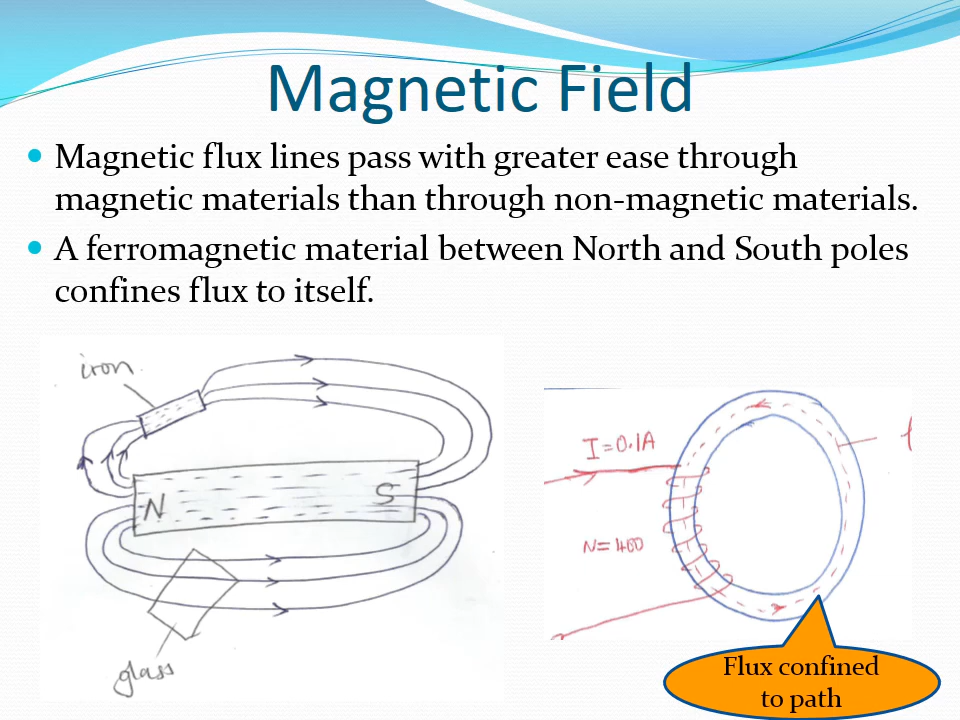 Magnetic Field
Magnetic flux lines pass with greater ease through
magnetic materials than through non-magnetic materials.
A ferromagnetic material between North and South poles
confines flux to itself.
iron
N
S
glass
I=0.1A
N=400
Flux confined
to path